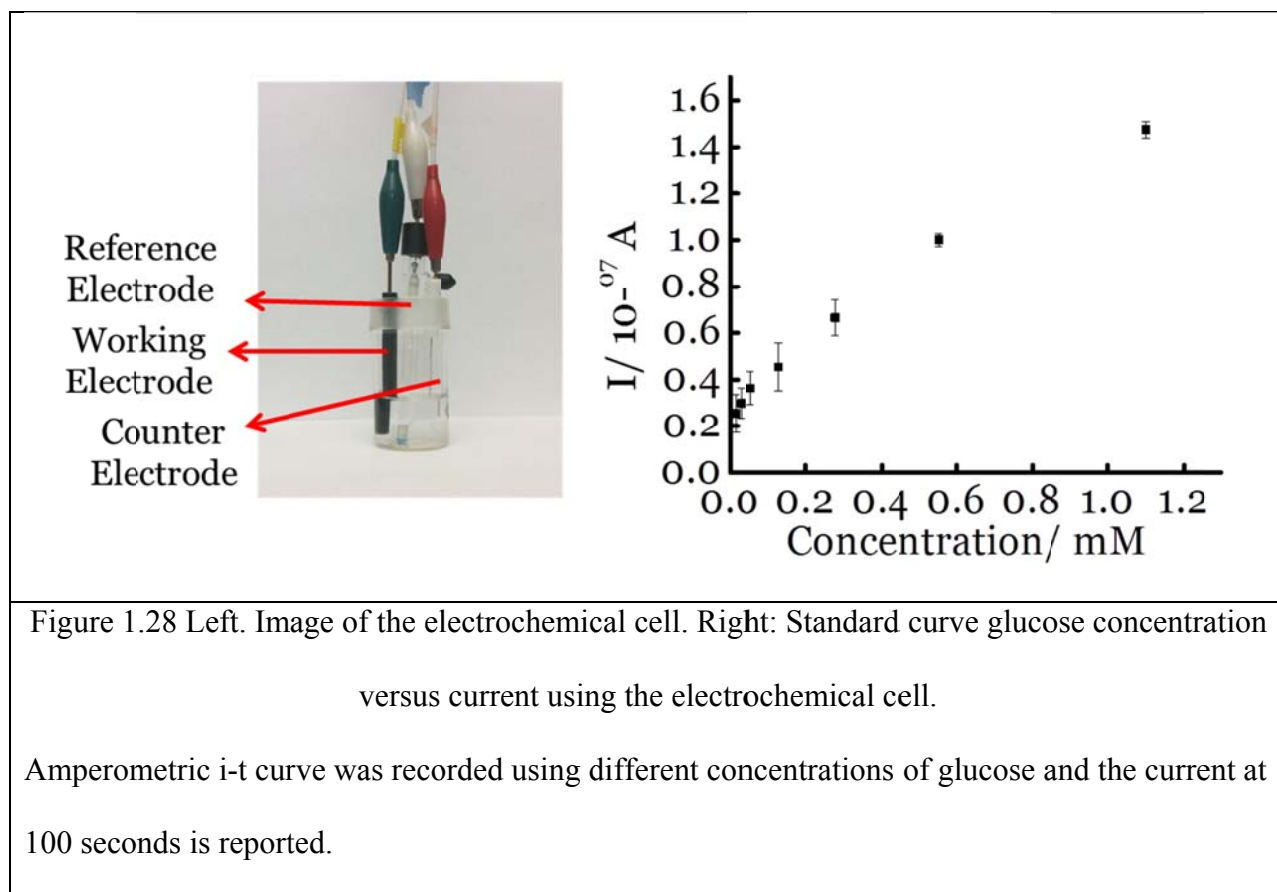 Reference
Electrode
Working
Electrode
Counter
Electrode
I/ 10-⁰⁷ A
1.6
1.4
1.2
1.0
0.8
0.6
0.4
0.2
0.0
0.0 0.2 0.4 0.6 0.8 1.0 1.2
Concentration/ mM
Figure 1.28 Left. Image of the electrochemical cell. Right: Standard curve glucose concentration
versus current using the electrochemical cell.
Amperometric i-t curve was recorded using different concentrations of glucose and the current at
100 seconds is reported.